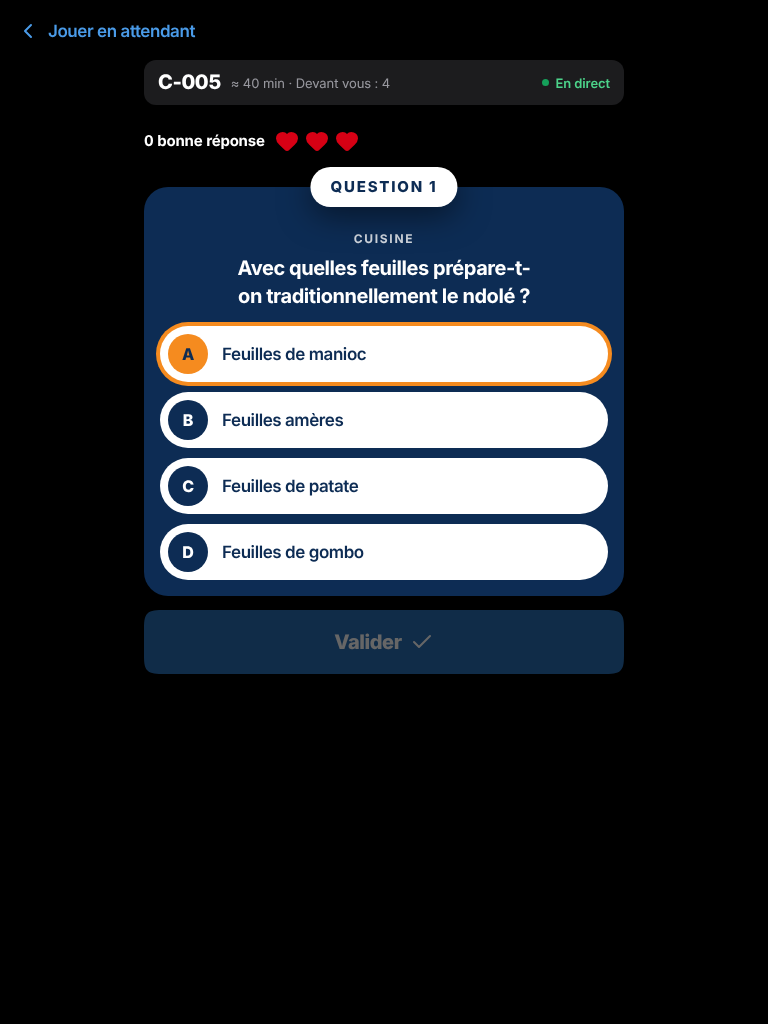 Jouer en attendant
C-005 ≈ 40 min · Devant vous : 4 En direct
0 bonne réponse
QUESTION 1
CUISINE
Avec quelles feuilles prépare-t-
on traditionnellement le ndolé ?
A Feuilles de manioc
B Feuilles amères
C Feuilles de patate
D Feuilles de gombo
Valider